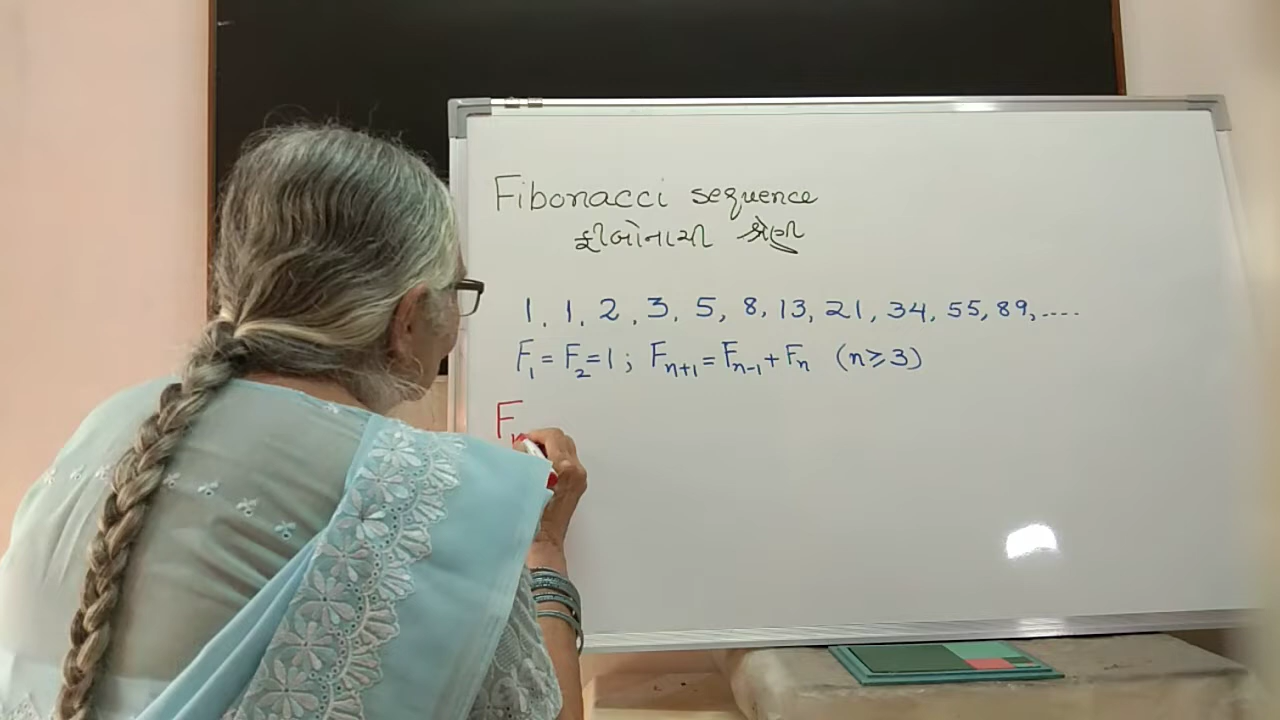 Fibonacci sequence
ફીબોનાચી શ્રેણી
1, 1, 2, 3, 5, 8, 13, 21, 34, 55, 89, ....
F₁ = F₂ = 1 ; Fₙ₊₁ = Fₙ₋₁ + Fₙ (n ≥ 3)
Fₙ